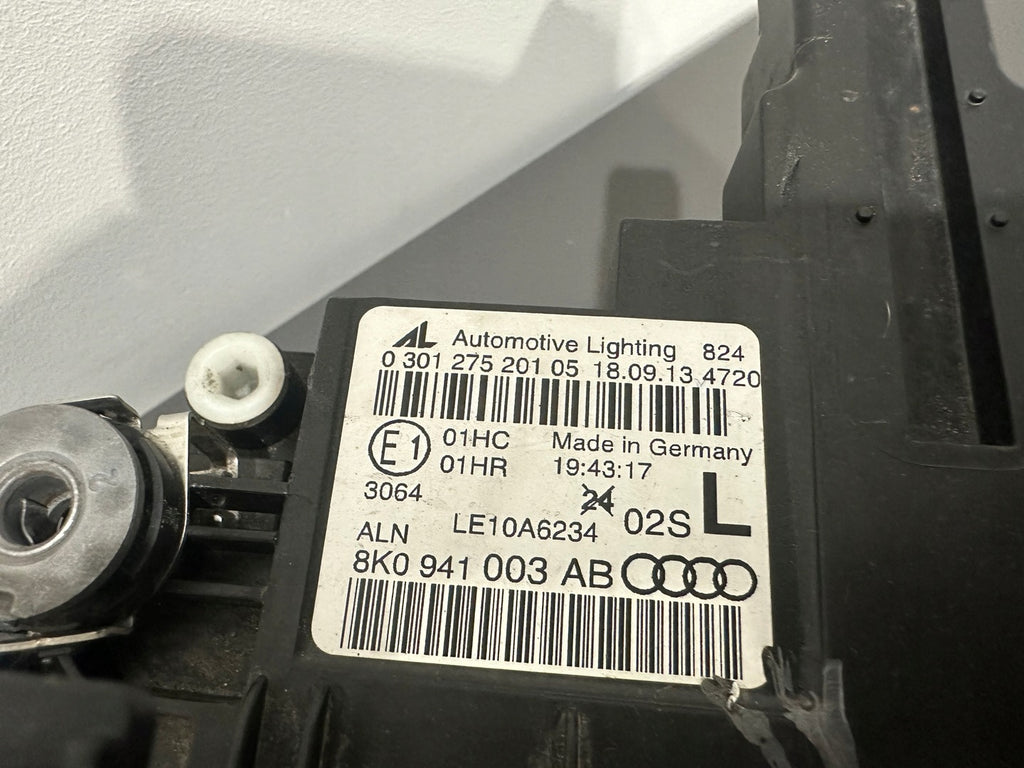 AL Automotive Lighting 824
0 301 275 201 05 18.09.13 4720
E1 01HC Made in Germany
01HR 19:43:17
3064 24 02S L
ALN LE10A6234
8K0 941 003 AB